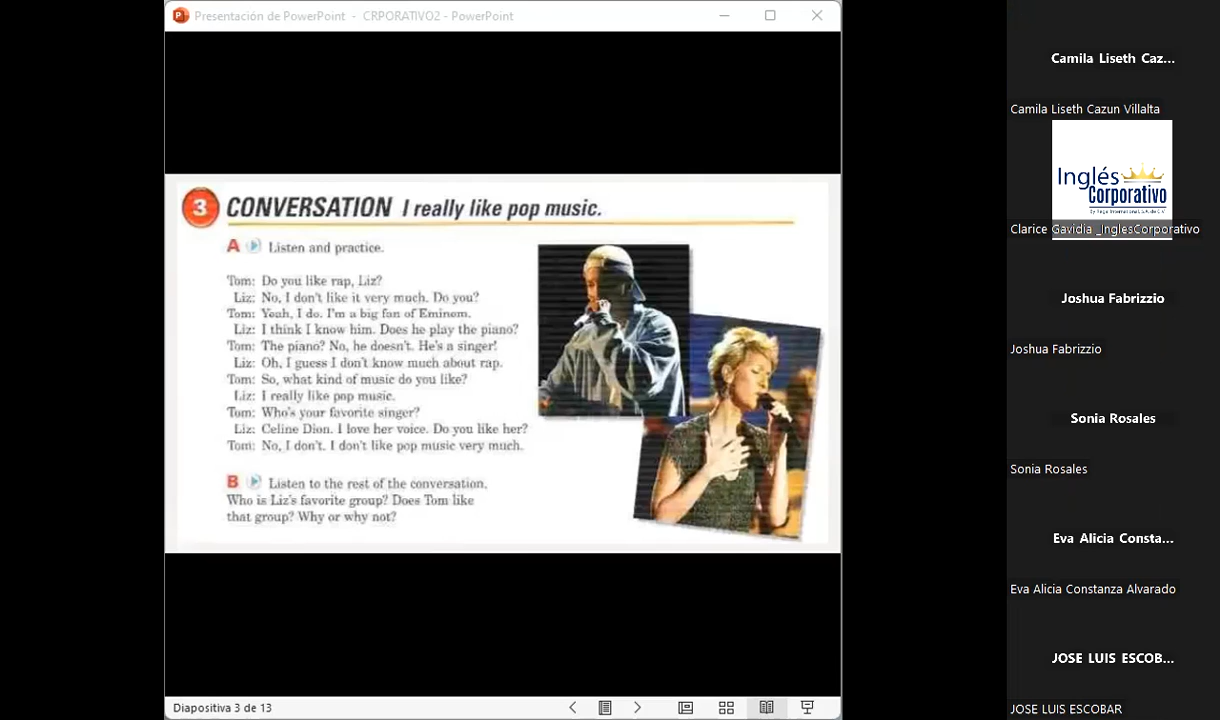 Presentación de PowerPoint - CRPORATIVO2 - PowerPoint
3 CONVERSATION I really like pop music.
A Listen and practice.
Tom: Do you like rap, Liz?
Liz: No, I don't like it very much. Do you?
Tom: Yeah, I do. I'm a big fan of Eminem.
Liz: I think I know him. Does he play the piano?
Tom: The piano? No, he doesn't. He's a singer!
Liz: Oh, I guess I don't know much about rap.
Tom: So, what kind of music do you like?
Liz: I really like pop music.
Tom: Who's your favorite singer?
Liz: Celine Dion. I love her voice. Do you like her?
Tom: No, I don't. I don't like pop music very much.
B Listen to the rest of the conversation.
Who is Liz's favorite group? Does Tom like
that group? Why or why not?
Diapositiva 3 de 13
Camila Liseth Caz...
Camila Liseth Cazun Villalta
Inglés
Corporativo
Clarice Gavidia _InglesCorporativo
Joshua Fabrizzio
Joshua Fabrizzio
Sonia Rosales
Sonia Rosales
Eva Alicia Consta...
Eva Alicia Constanza Alvarado
JOSE LUIS ESCOB...
JOSE LUIS ESCOBAR